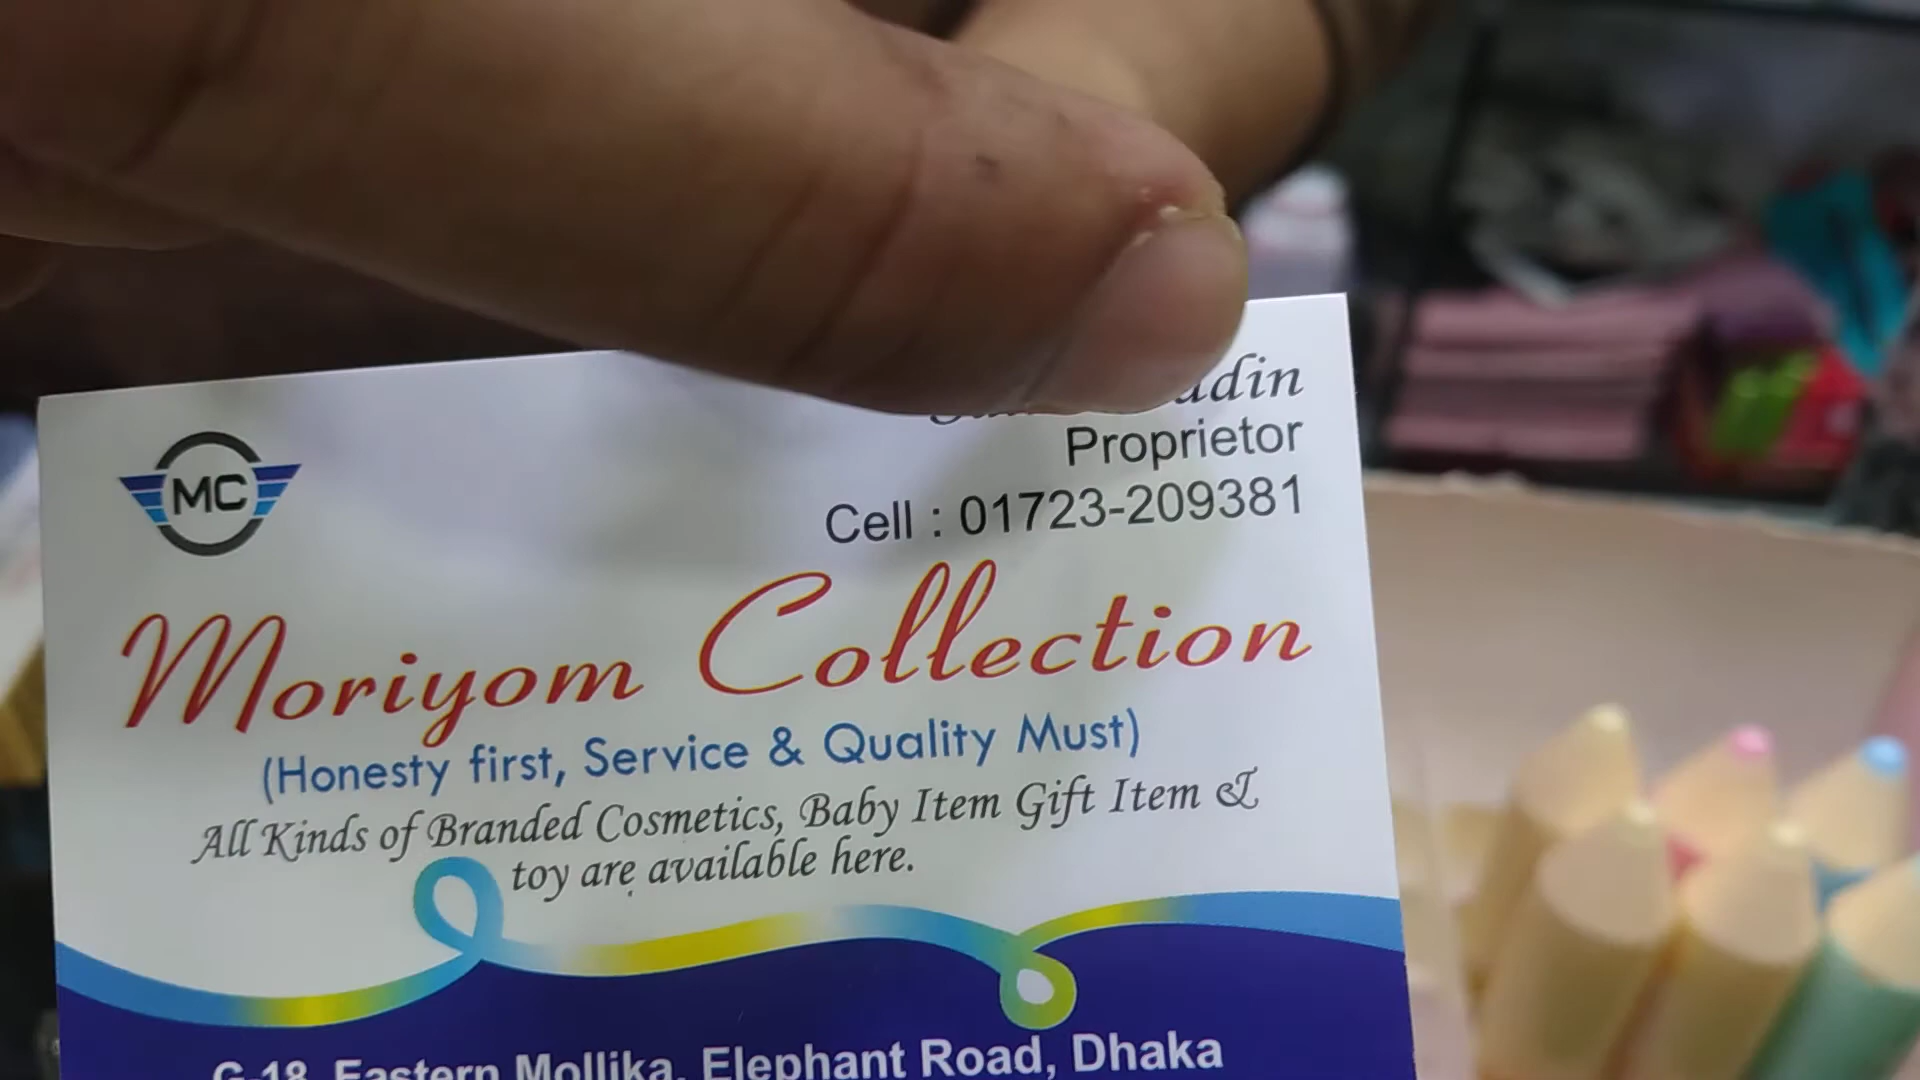 MC
Proprietor
Cell : 01723-209381
Moriyom Collection
(Honesty first, Service & Quality Must)
All Kinds of Branded Cosmetics, Baby Item Gift Item &
toy are available here.
G-18, Eastern Mollika, Elephant Road, Dhaka